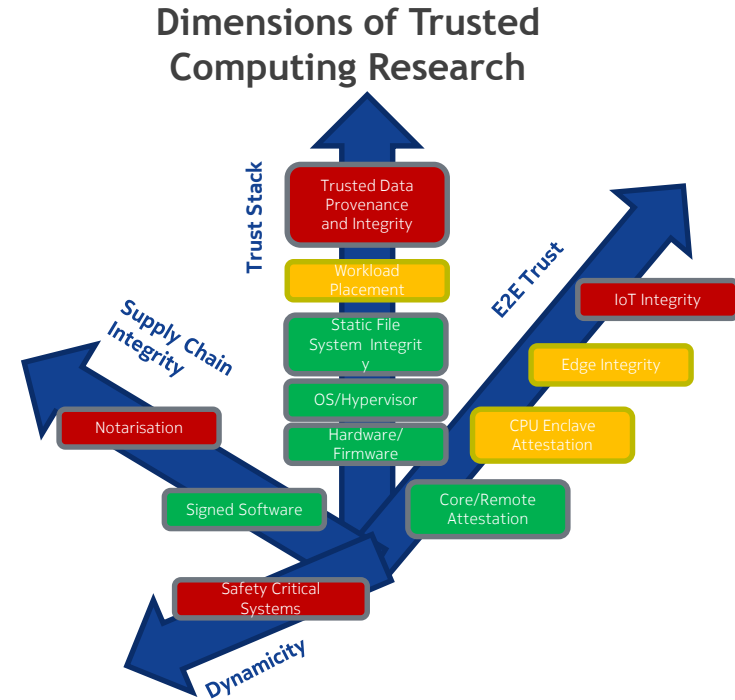 Dimensions of Trusted
Computing Research
Trust Stack
Trusted Data
Provenance
and Integrity
Workload
Placement
Static File
System Integrit
y
OS/Hypervisor
Hardware/
Firmware
E2E Trust
IoT Integrity
Edge Integrity
CPU Enclave
Attestation
Core/Remote
Attestation
Supply Chain
Integrity
Notarisation
Signed Software
Safety Critical
Systems
Dynamicity